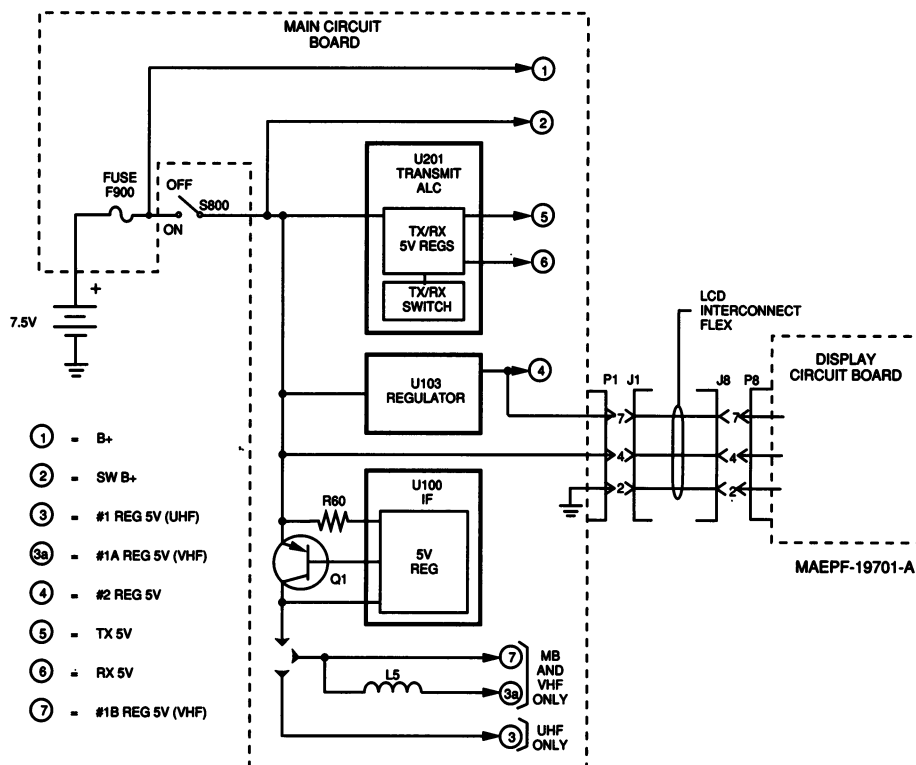 MAIN CIRCUIT
BOARD
1
2
FUSE
F900
OFF
S800
ON
U201
TRANSMIT
ALC
TX/RX
5V REGS
TX/RX
SWITCH
5
6
+
7.5V
LCD
INTERCONNECT
FLEX
DISPLAY
CIRCUIT BOARD
U103
REGULATOR
4
P1 J1 J8 P8
7 7
4 4
2 2
U100
IF
R60
5V
REG
Q1
MAEPF-19701-A
1 = B+
2 = SW B+
3 = #1 REG 5V (UHF)
3a = #1A REG 5V (VHF)
4 = #2 REG 5V
5 = TX 5V
6 = RX 5V
7 = #1B REG 5V (VHF)
L5
7
3a
MB
AND
VHF
ONLY
3
UHF
ONLY